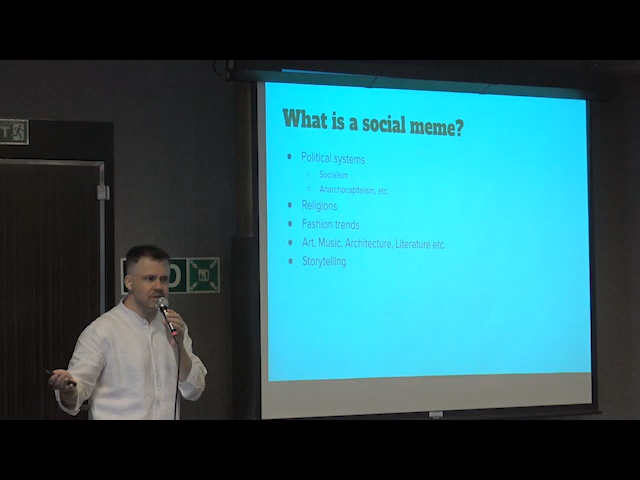 What is a social meme?
Political systems
Socialism
Anarchocapitalism, etc.
Religions
Fashion trends
Art, Music, Architecture, Literature etc.
Storytelling